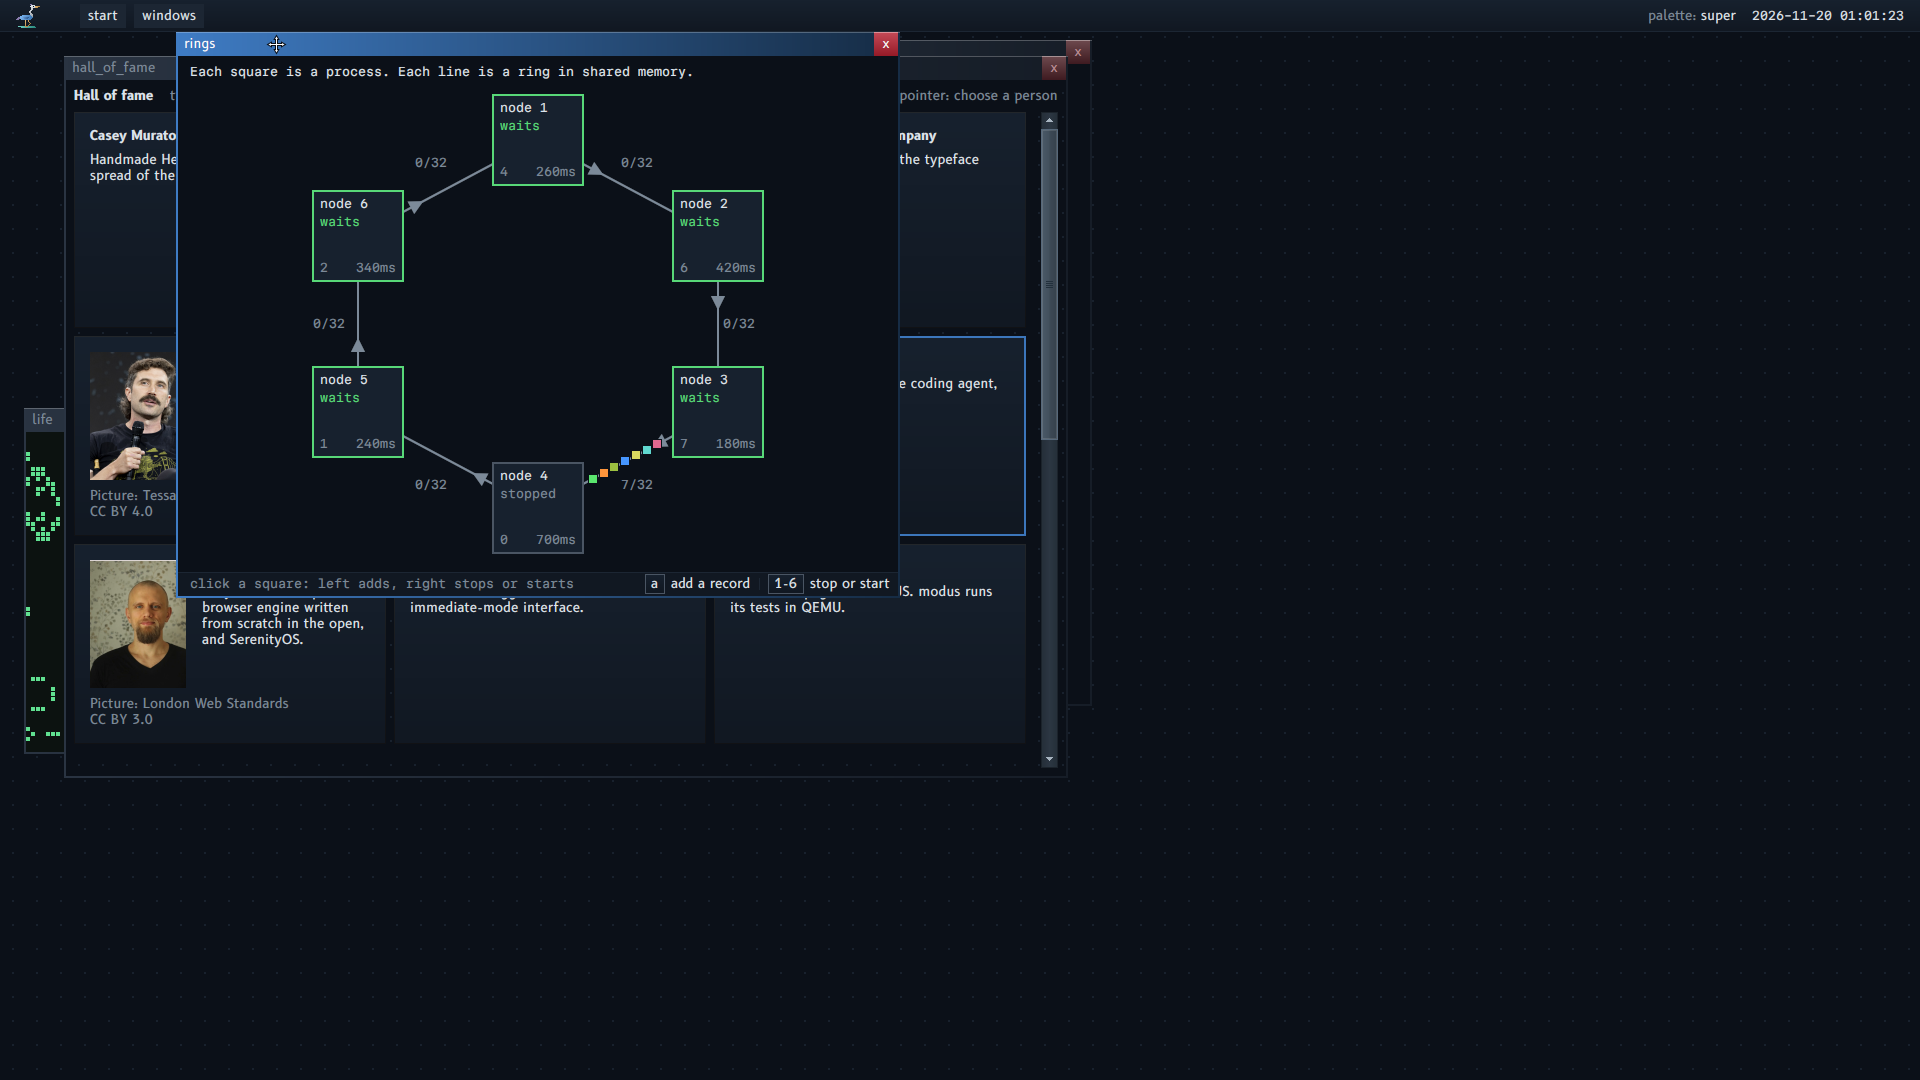 start
windows
palette: super
2026-11-20 01:01:23
rings
x
x
hall_of_fame
x
Each square is a process. Each line is a ring in shared memory.
Hall of fame
pointer: choose a person
node 1
waits
4 260ms
0/32
0/32
node 6
waits
2 340ms
node 2
waits
6 420ms
0/32
0/32
node 5
waits
1 240ms
node 3
waits
7 180ms
0/32
7/32
node 4
stopped
0 700ms
click a square: left adds, right stops or starts
a add a record
1-6 stop or start
Casey Murato
Handmade He
spread of the
the typeface
e coding agent,
life
Picture: Tessa
CC BY 4.0
browser engine written
from scratch in the open,
and SerenityOS.
Picture: London Web Standards
CC BY 3.0
immediate-mode interface.
modus runs
its tests in QEMU.